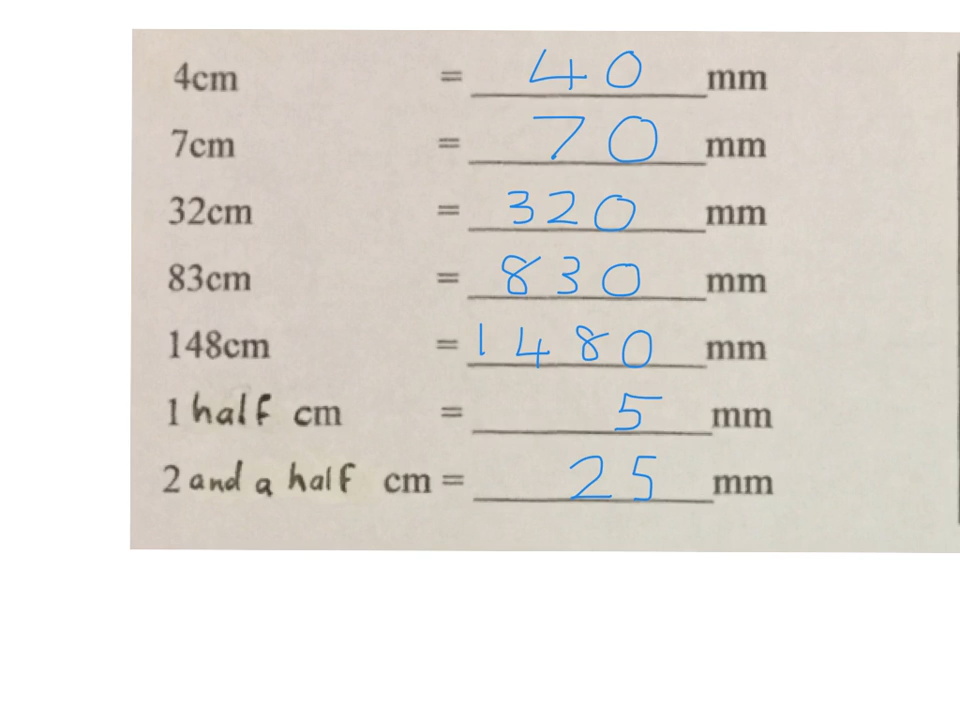 4cm = 40 mm
7cm = 70 mm
32cm = 320 mm
83cm = 830 mm
148cm = 1480 mm
1 half cm = 5 mm
2 and a half cm = 25 mm